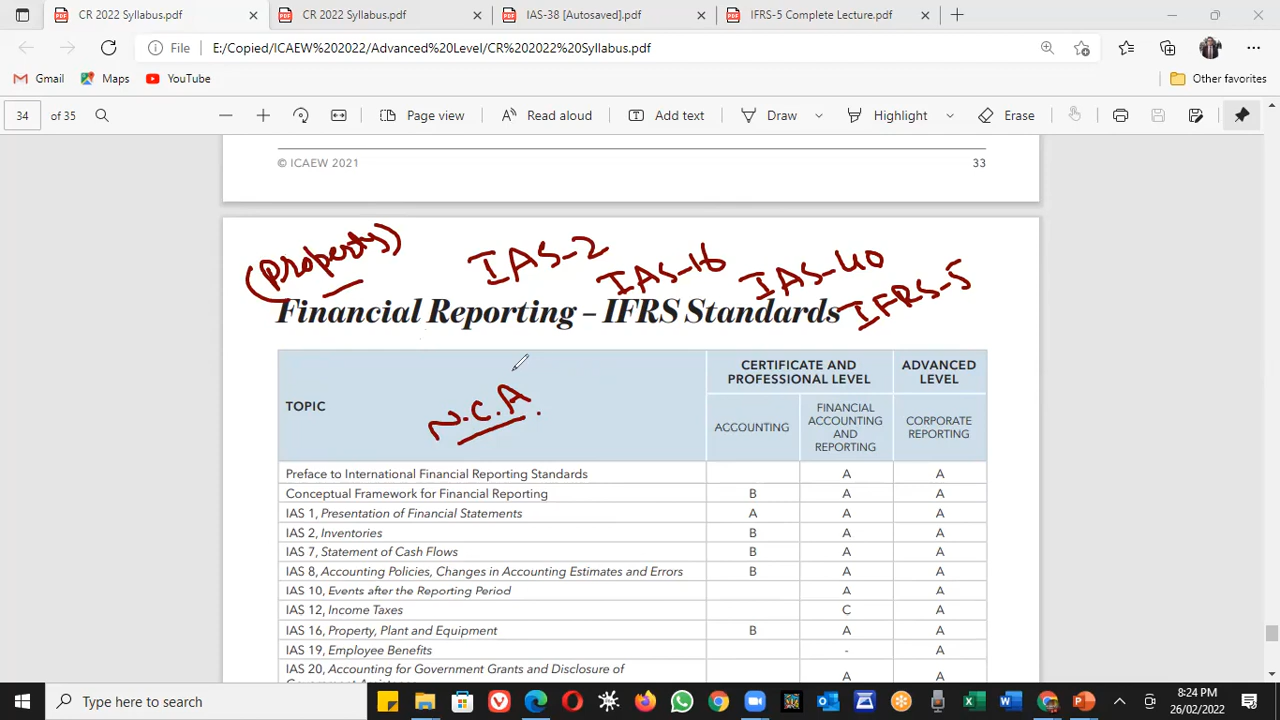 CR 2022 Syllabus.pdf
CR 2022 Syllabus.pdf
IAS-38 [Autosaved].pdf
IFRS-5 Complete Lecture.pdf
File
E:/Copied/ICAEW%202022/Advanced%20Level/CR%202022%20Syllabus.pdf
Gmail
Maps
YouTube
Other favorites
34 of 35
Page view
Read aloud
Add text
Draw
Highlight
Erase
© ICAEW 2021
33
(property) IAS-2 IAS-16 IAS-40 IFRS-5
Financial Reporting – IFRS Standards
TOPIC
N.C.A.
CERTIFICATE AND PROFESSIONAL LEVEL
ADVANCED LEVEL
ACCOUNTING
FINANCIAL ACCOUNTING AND REPORTING
CORPORATE REPORTING
Preface to International Financial Reporting Standards A A
Conceptual Framework for Financial Reporting B A A
IAS 1, Presentation of Financial Statements A A A
IAS 2, Inventories B A A
IAS 7, Statement of Cash Flows B A A
IAS 8, Accounting Policies, Changes in Accounting Estimates and Errors B A A
IAS 10, Events after the Reporting Period A A
IAS 12, Income Taxes C A
IAS 16, Property, Plant and Equipment B A A
IAS 19, Employee Benefits - A
IAS 20, Accounting for Government Grants and Disclosure of A A
Type here to search
8:24 PM
26/02/2022